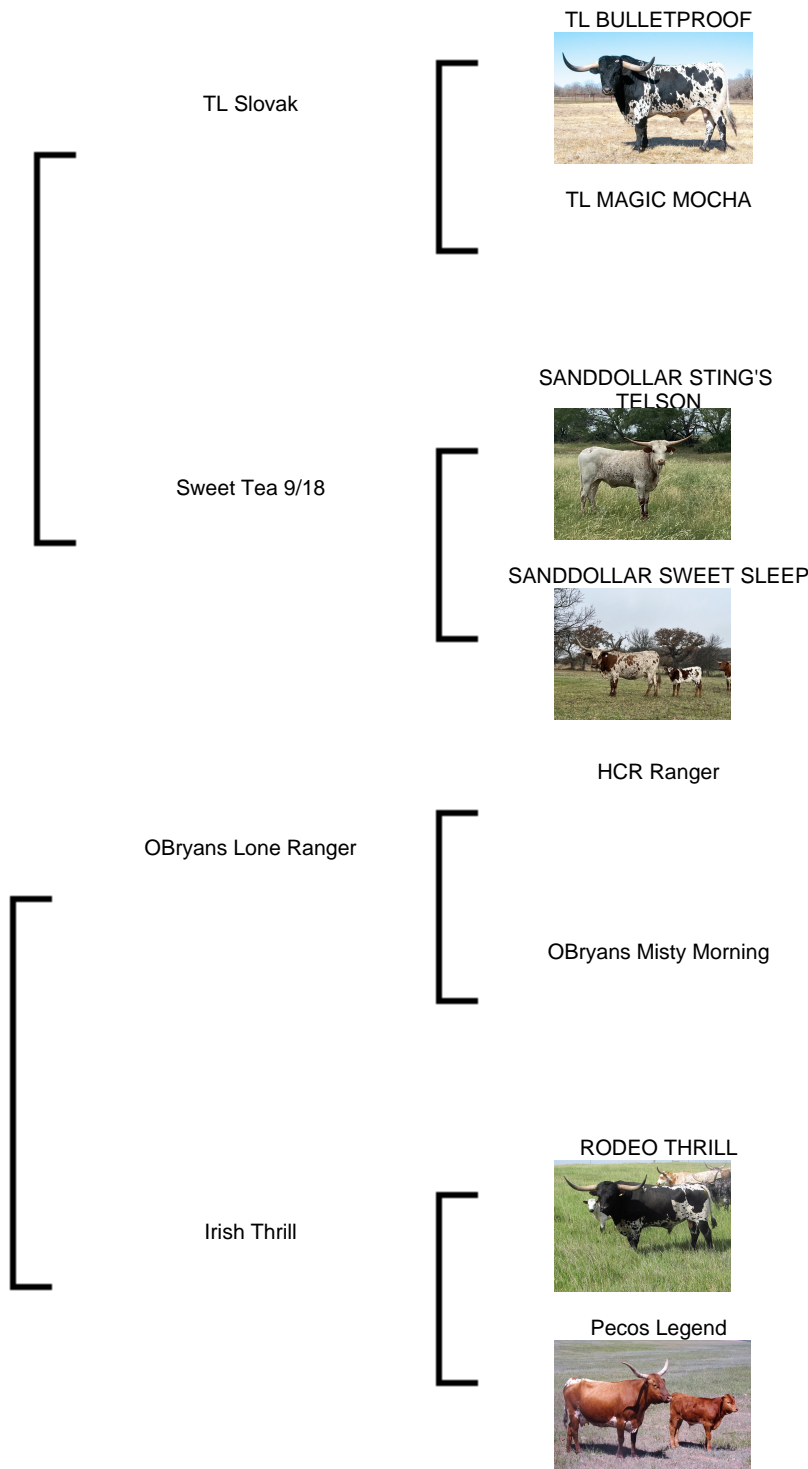 TL BULLETPROOF
TL Slovak
TL MAGIC MOCHA
SANDDOLLAR STING'S
TELSON
Sweet Tea 9/18
SANDDOLLAR SWEET SLEEP
HCR Ranger
OBryans Lone Ranger
OBryans Misty Morning
RODEO THRILL
Irish Thrill
Pecos Legend